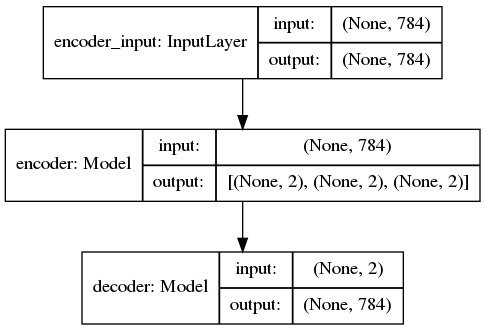 encoder_input: InputLayer
input: (None, 784)
output: (None, 784)
encoder: Model
input: (None, 784)
output: [(None, 2), (None, 2), (None, 2)]
decoder: Model
input: (None, 2)
output: (None, 784)